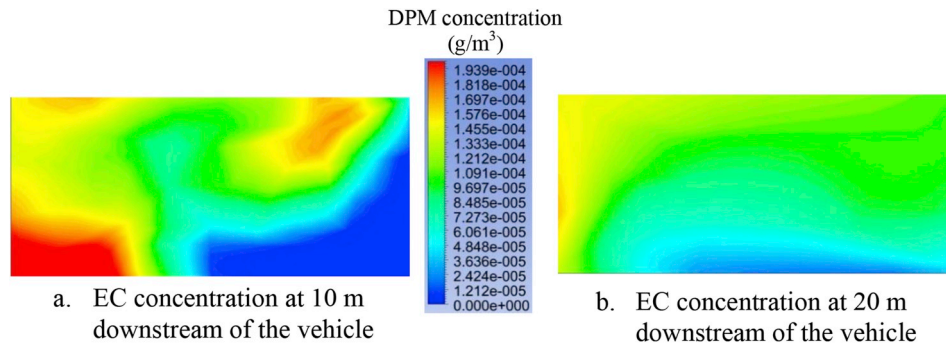 DPM concentration
(g/m³)
1.939e-004
1.818e-004
1.697e-004
1.576e-004
1.455e-004
1.333e-004
1.212e-004
1.091e-004
9.697e-005
8.485e-005
7.273e-005
6.061e-005
4.848e-005
3.636e-005
2.424e-005
1.212e-005
0.000e+000
a. EC concentration at 10 m
downstream of the vehicle
b. EC concentration at 20 m
downstream of the vehicle